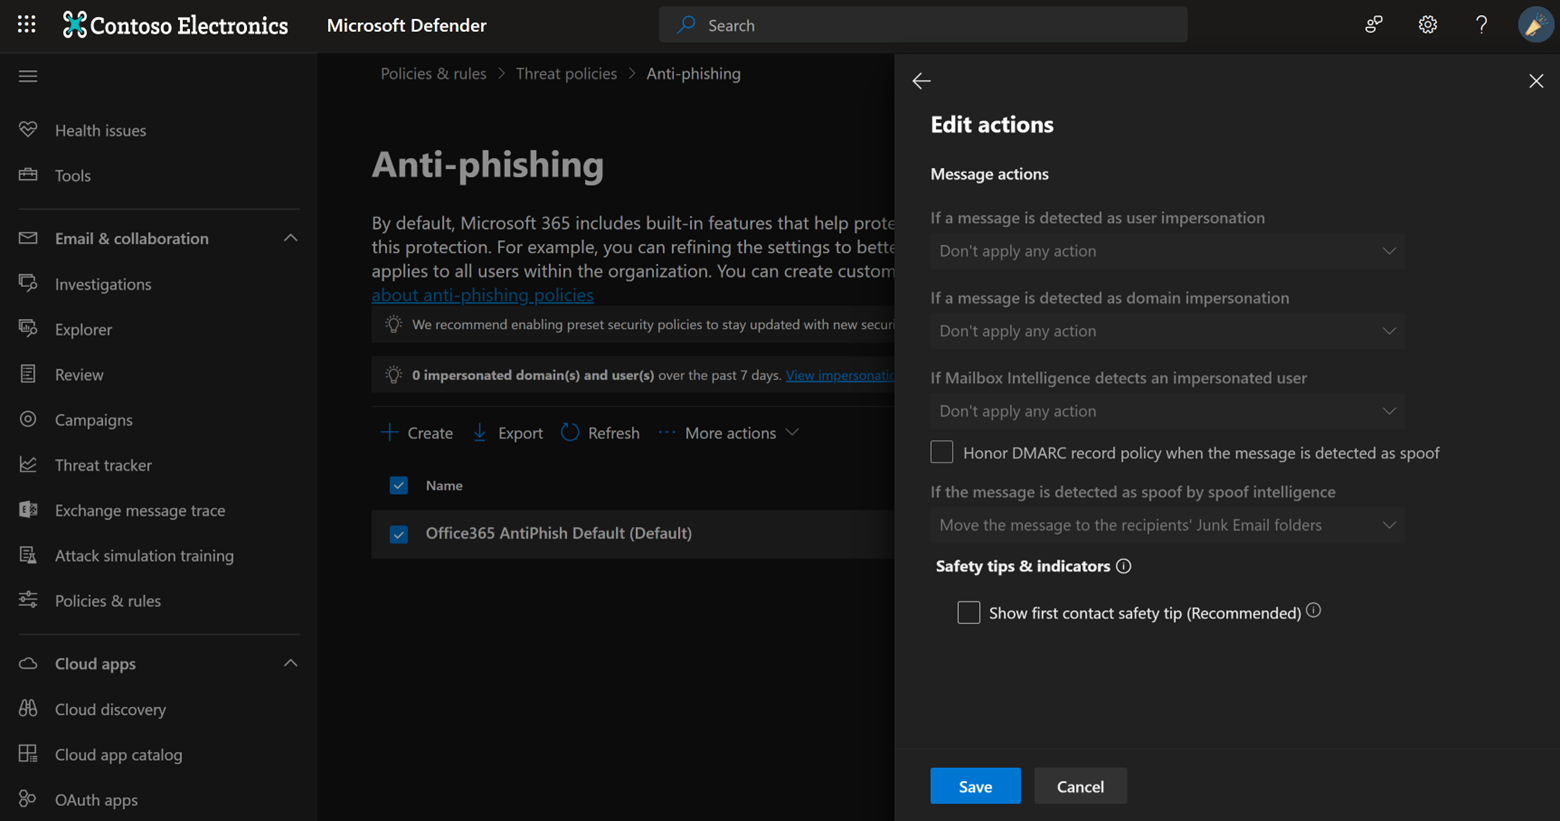 Contoso Electronics
Microsoft Defender
Search
Health issues
Tools
Email & collaboration
Investigations
Explorer
Review
Campaigns
Threat tracker
Exchange message trace
Attack simulation training
Policies & rules
Cloud apps
Cloud discovery
Cloud app catalog
OAuth apps
Policies & rules > Threat policies > Anti-phishing
Anti-phishing
By default, Microsoft 365 includes built-in features that help prote
this protection. For example, you can refining the settings to bette
applies to all users within the organization. You can create custom
about anti-phishing policies
We recommend enabling preset security policies to stay updated with new securi
0 impersonated domain(s) and user(s) over the past 7 days. View impersonatio
Create Export Refresh More actions
Name
Office365 AntiPhish Default (Default)
Edit actions
Message actions
If a message is detected as user impersonation
Don't apply any action
If a message is detected as domain impersonation
Don't apply any action
If Mailbox Intelligence detects an impersonated user
Don't apply any action
Honor DMARC record policy when the message is detected as spoof
If the message is detected as spoof by spoof intelligence
Move the message to the recipients' Junk Email folders
Safety tips & indicators
Show first contact safety tip (Recommended)
Save Cancel